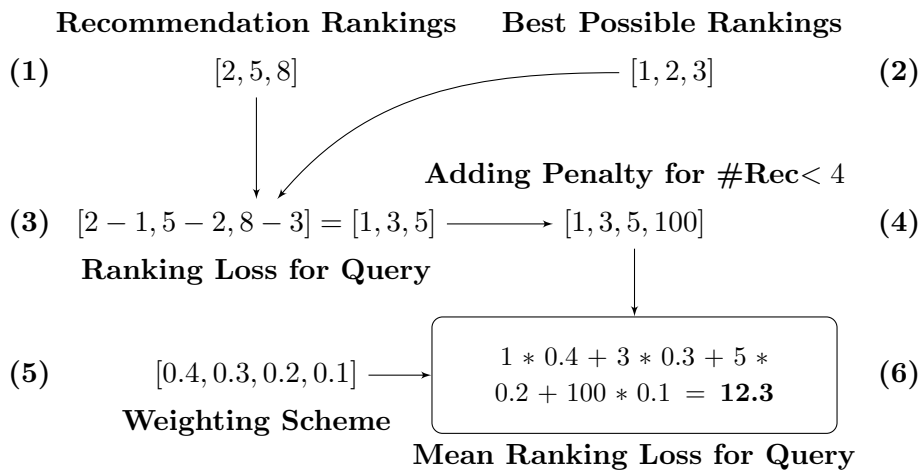 Recommendation Rankings Best Possible Rankings
(1) [2, 5, 8] [1, 2, 3] (2)
Adding Penalty for #Rec< 4
(3) [2 − 1, 5 − 2, 8 − 3] = [1, 3, 5] [1, 3, 5, 100] (4)
Ranking Loss for Query
1 ∗ 0.4 + 3 ∗ 0.3 + 5 ∗
(5) [0.4, 0.3, 0.2, 0.1] (6)
0.2 + 100 ∗ 0.1 = 12.3
Weighting Scheme
Mean Ranking Loss for Query